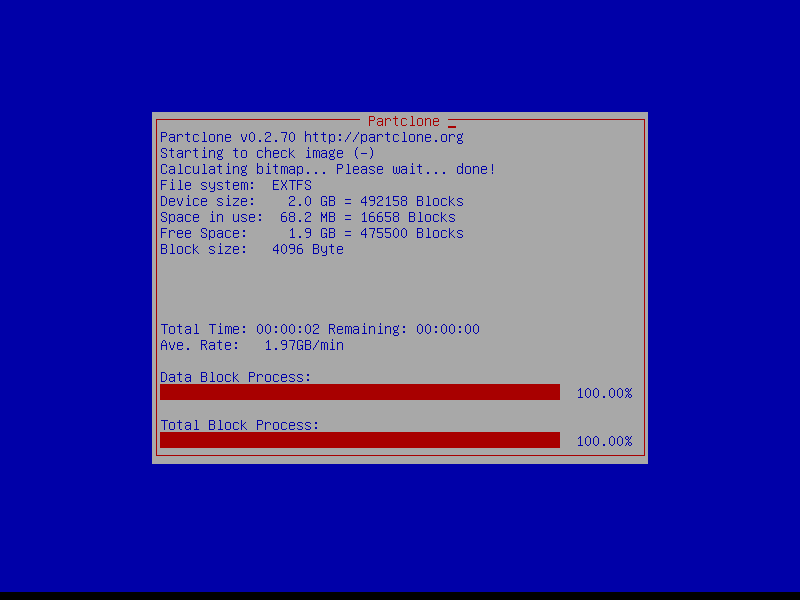 Partclone _
Partclone v0.2.70 http://partclone.org
Starting to check image (-)
Calculating bitmap... Please wait... done!
File system:  EXTFS
Device size:    2.0 GB = 492158 Blocks
Space in use:  68.2 MB = 16658 Blocks
Free Space:     1.9 GB = 475500 Blocks
Block size:   4096 Byte
Total Time: 00:00:02 Remaining: 00:00:00
Ave. Rate:   1.97GB/min
Data Block Process:
100.00%
Total Block Process:
100.00%